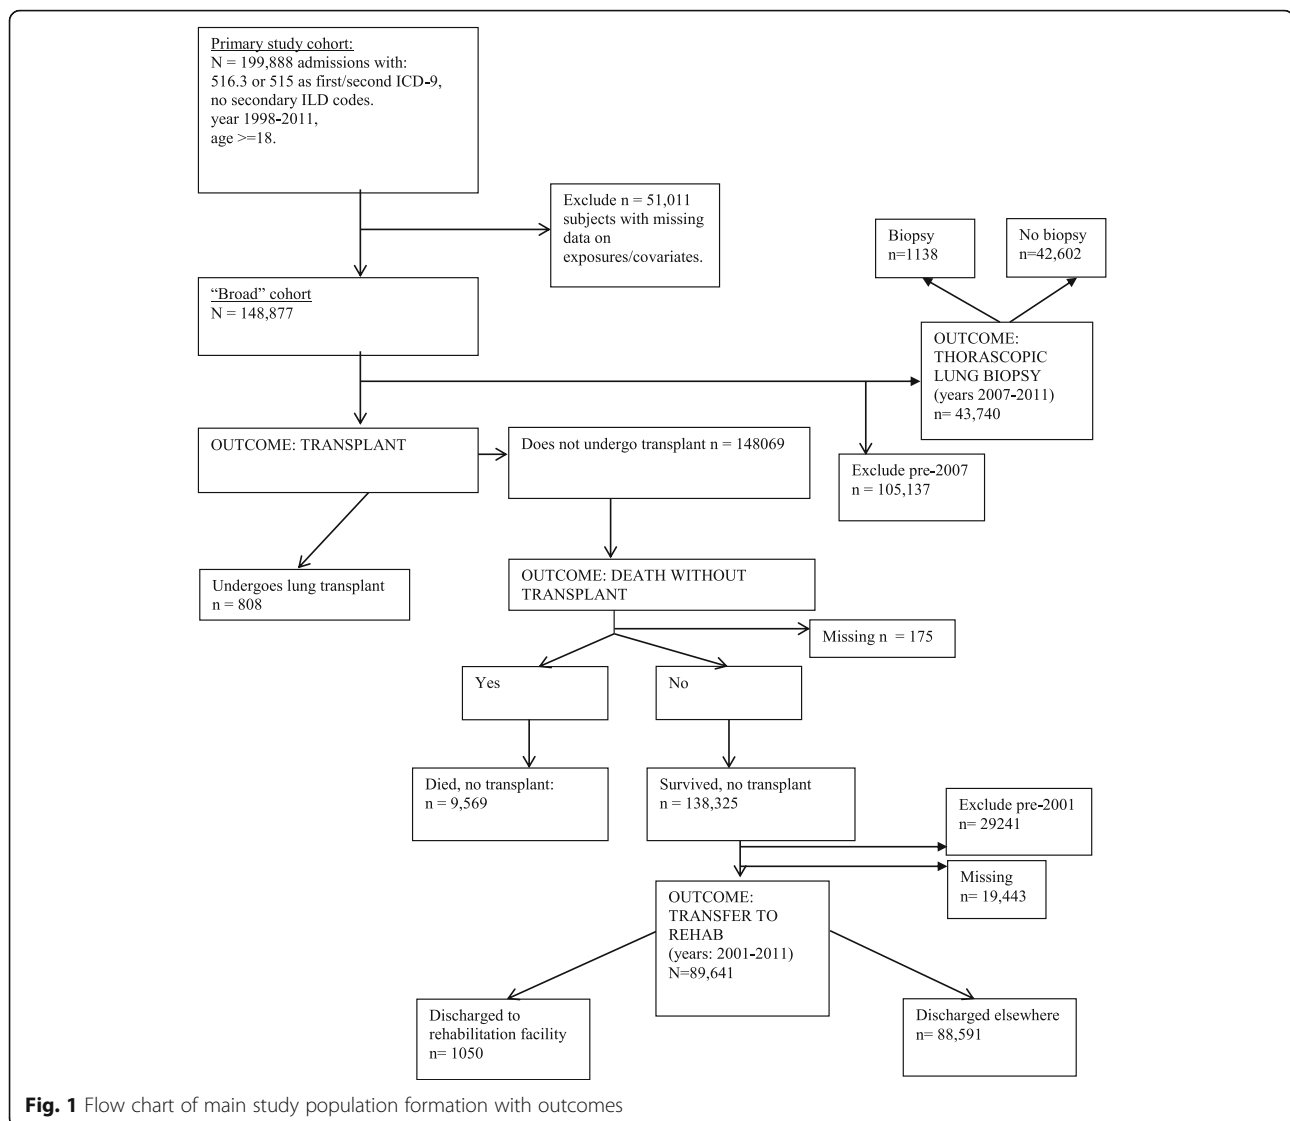 Primary study cohort:
N = 199,888 admissions with:
516.3 or 515 as first/second ICD-9,
no secondary ILD codes.
year 1998-2011,
age >=18.
Exclude n = 51,011
subjects with missing
data on
exposures/covariates.
Biopsy
n=1138
No biopsy
n=42,602
“Broad” cohort
N = 148,877
OUTCOME:
THORASCOPIC
LUNG BIOPSY
(years 2007-2011)
n= 43,740
OUTCOME: TRANSPLANT
Does not undergo transplant n = 148069
Exclude pre-2007
n = 105,137
Undergoes lung transplant
n = 808
OUTCOME: DEATH WITHOUT
TRANSPLANT
Missing n = 175
Yes
No
Died, no transplant:
n = 9,569
Survived, no transplant
n = 138,325
Exclude pre-2001
n= 29241
Missing
n= 19,443
OUTCOME:
TRANSFER TO
REHAB
(years: 2001-2011)
N=89,641
Discharged to
rehabilitation facility
n= 1050
Discharged elsewhere
n= 88,591
Fig. 1 Flow chart of main study population formation with outcomes